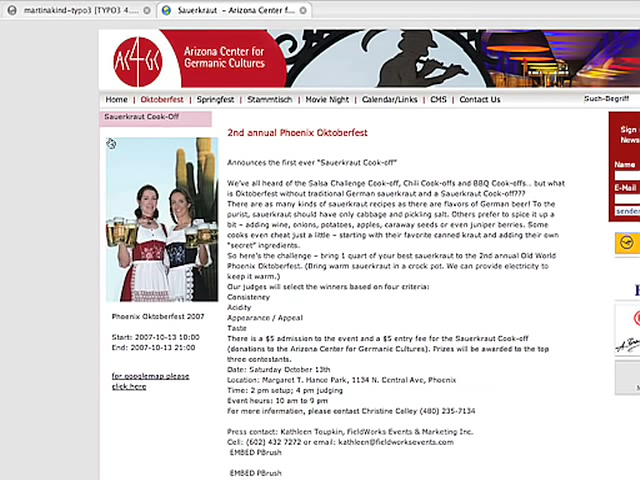 martinakind-typo3 [TYPO3 4....
Sauerkraut - Arizona Center f...
AC4GC
Arizona Center for
Germanic Cultures
Home | Oktoberfest | Springfest | Stammtisch | Movie Night | Calendar/Links | CMS | Contact Us
Such-Begriff
Sauerkraut Cook-Off
2nd annual Phoenix Oktoberfest
Announces the first ever "Sauerkraut Cook-off"
We've all heard of the Salsa Challenge Cook-off, Chili Cook-offs and BBQ Cook-offs... but what
is Oktoberfest without traditional German sauerkraut and a Sauerkraut Cook-off???
There are as many kinds of sauerkraut recipes as there are flavors of German beer! To the
purist, sauerkraut should have only cabbage and pickling salt. Others prefer to spice it up a
bit – adding wine, onions, potatoes, apples, caraway seeds or even juniper berries. Some
cooks even cheat just a little – starting with their favorite canned kraut and adding their own
"secret" ingredients.
So here's the challenge – bring 1 quart of your best sauerkraut to the 2nd annual Old World
Phoenix Oktoberfest. (Bring warm sauerkraut in a crock pot. We can provide electricity to
keep it warm.)
Our judges will select the winners based on four criteria:
Consistency
Acidity
Appearance / Appeal
Taste
There is a $5 admission to the event and a $5 entry fee for the Sauerkraut Cook-off
(donations to the Arizona Center for Germanic Cultures). Prizes will be awarded to the top
three contestants.
Date: Saturday October 13th
Location: Margaret T. Hance Park, 1134 N. Central Ave, Phoenix
Time: 2 pm setup; 4 pm judging
Event hours: 10 am to 9 pm
For more information, please contact Christine Colley (480) 235-7134
Press contact: Kathleen Toupkin, FieldWorks Events & Marketing Inc.
Cell: (602) 432 7272 or email: kathleen@fieldworksevents.com
EMBED PBrush
EMBED PBrush
Phoenix Oktoberfest 2007
Start: 2007-10-13 10:00
End: 2007-10-13 21:00
for googlemap please
click here
Sign
News
Name
E-Mail
sende